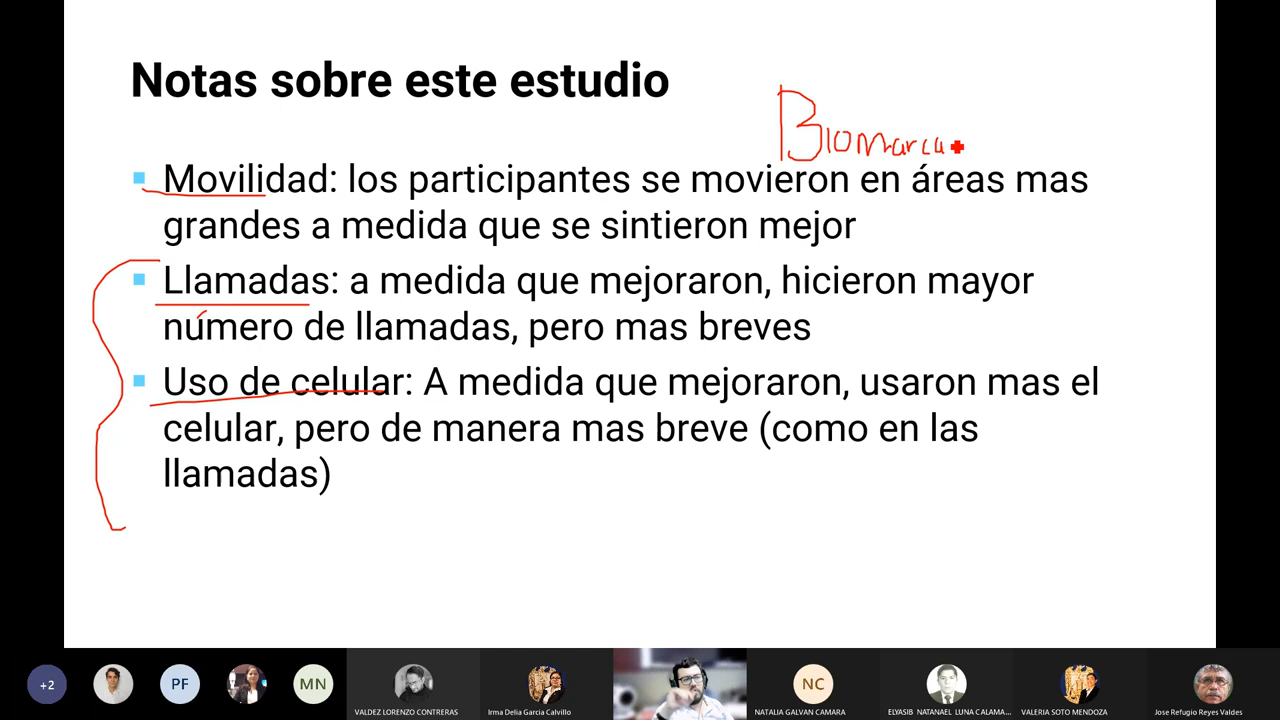 Notas sobre este estudio
Biomarca
Movilidad: los participantes se movieron en áreas mas
grandes a medida que se sintieron mejor
Llamadas: a medida que mejoraron, hicieron mayor
número de llamadas, pero mas breves
Uso de celular: A medida que mejoraron, usaron mas el
celular, pero de manera mas breve (como en las
llamadas)
+2
PF
MN
VALDEZ LORENZO CONTRERAS
Irma Delia Garcia Calvillo
NC
NATALIA GALVAN CAMARA
ELYASIB NATANAEL LUNA CALAMA...
VALERIA SOTO MENDOZA
Jose Refugio Reyes Valdes